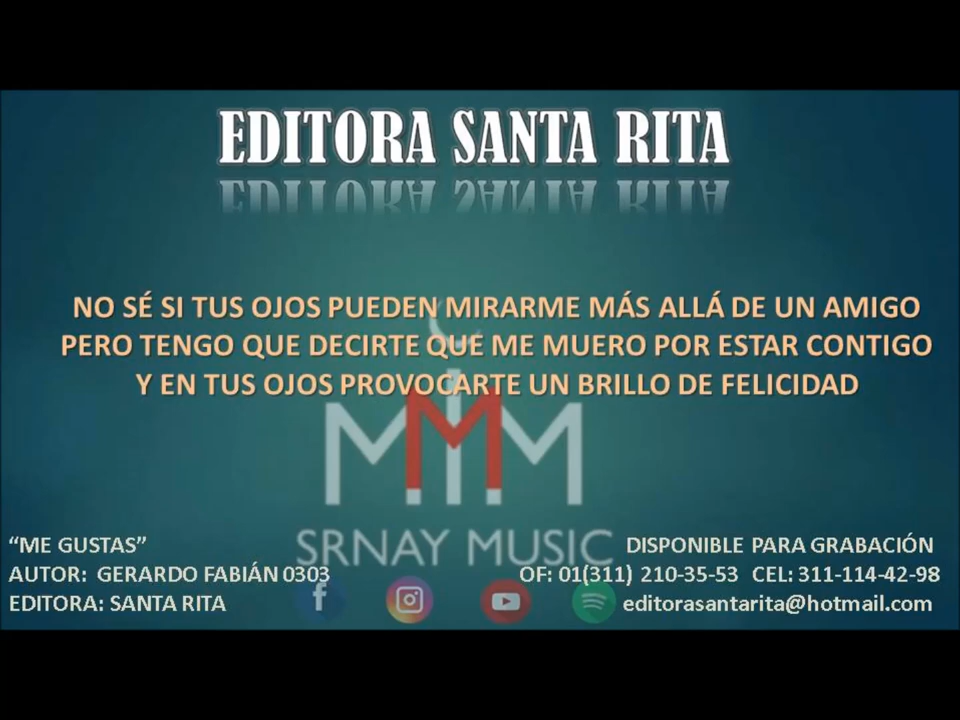 EDITORA SANTA RITA
NO SÉ SI TUS OJOS PUEDEN MIRARME MÁS ALLÁ DE UN AMIGO
PERO TENGO QUE DECIRTE QUE ME MUERO POR ESTAR CONTIGO
Y EN TUS OJOS PROVOCARTE UN BRILLO DE FELICIDAD
MMM
SRNAY MUSIC
“ME GUSTAS”
AUTOR: GERARDO FABIÁN 0303
EDITORA: SANTA RITA
DISPONIBLE PARA GRABACIÓN
OF: 01(311) 210-35-53 CEL: 311-114-42-98
editorasantarita@hotmail.com